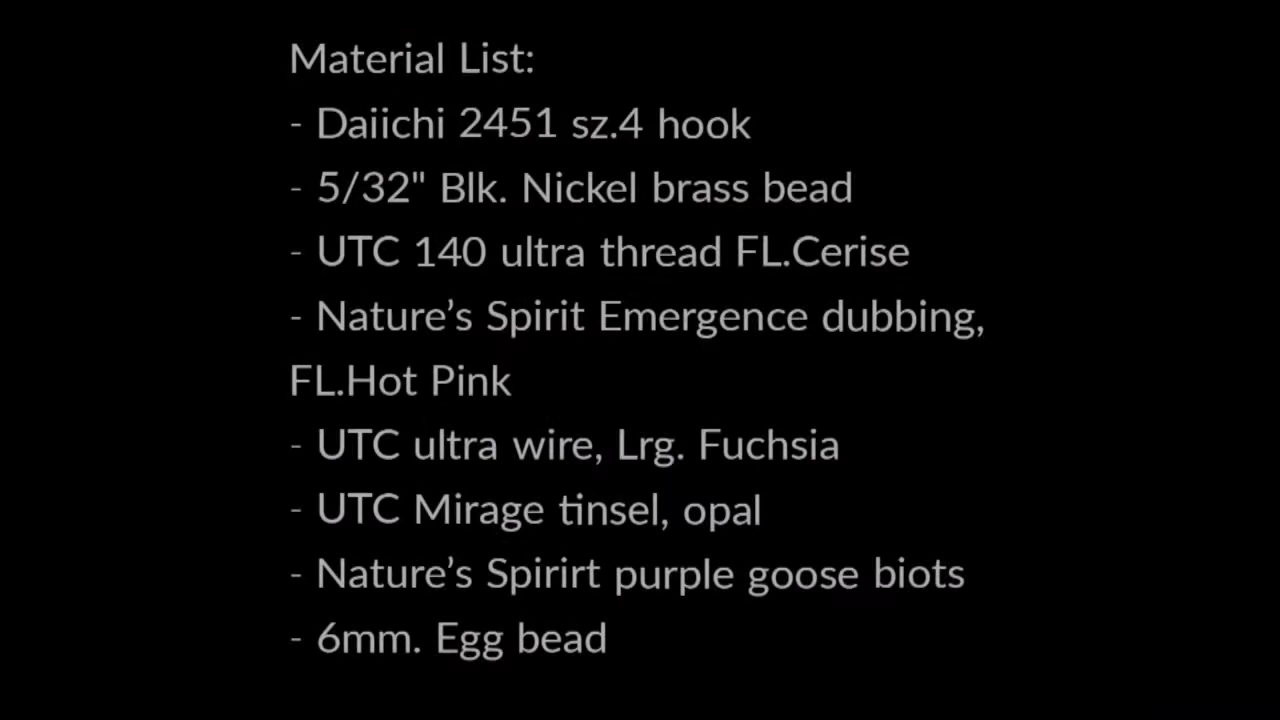 Material List:
- Daiichi 2451 sz.4 hook
- 5/32" Blk. Nickel brass bead
- UTC 140 ultra thread FL.Cerise
- Nature’s Spirit Emergence dubbing,
FL.Hot Pink
- UTC ultra wire, Lrg. Fuchsia
- UTC Mirage tinsel, opal
- Nature’s Spirirt purple goose biots
- 6mm. Egg bead